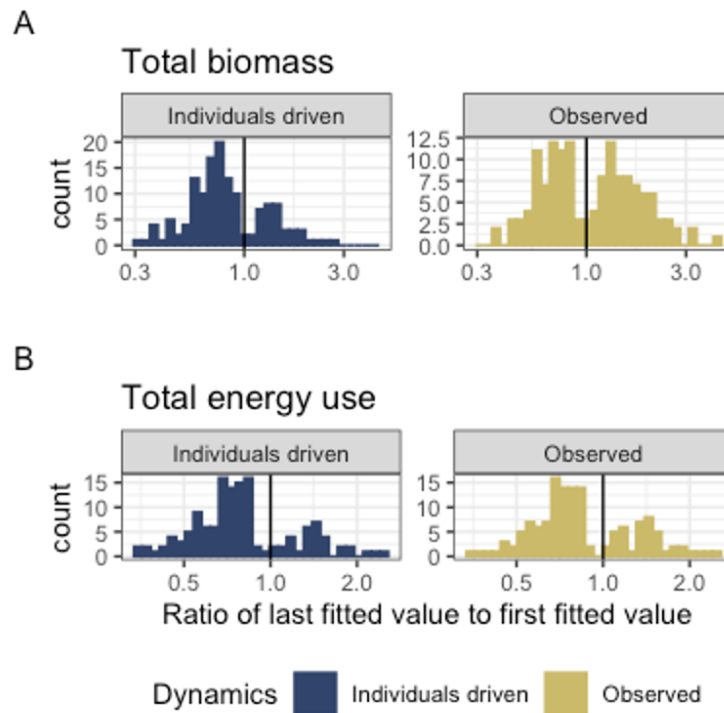 A
Total biomass
Individuals driven
Observed
count
20
15
10
5
0
0.3
1.0
3.0
12.5
10.0
7.5
5.0
2.5
0.0
0.3
1.0
3.0
B
Total energy use
Individuals driven
Observed
count
15
10
5
0
0.5
1.0
2.0
15
10
5
0
0.5
1.0
2.0
Ratio of last fitted value to first fitted value
Dynamics
Individuals driven
Observed